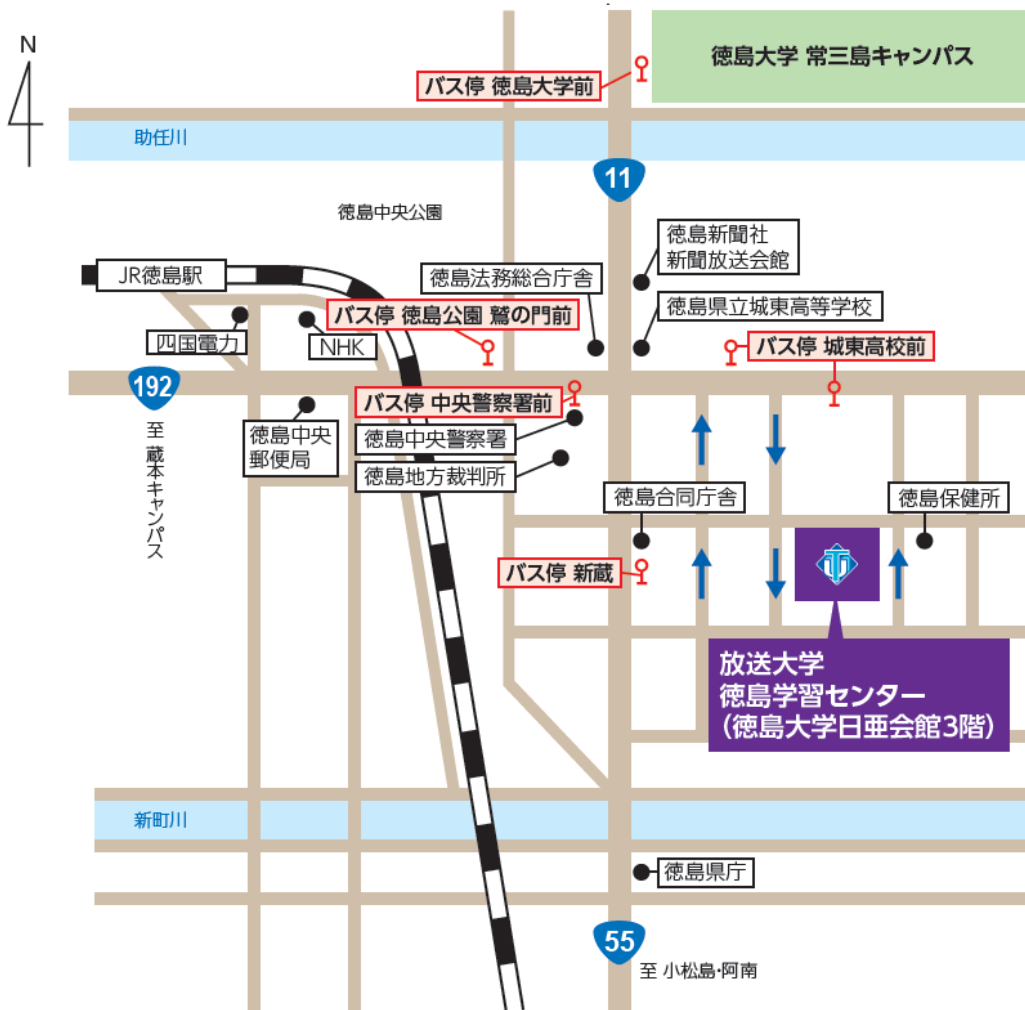 徳島大学 常三島キャンパス
N
バス停 徳島大学前
助任川
11
徳島中央公園
徳島新聞社
新聞放送会館
JR徳島駅
徳島法務総合庁舎
徳島県立城東高等学校
バス停 徳島公園 鷲の門前
四国電力
NHK
バス停 城東高校前
192
バス停 中央警察署前
至 蔵本キャンパス
徳島中央
郵便局
徳島中央警察署
徳島地方裁判所
徳島合同庁舎
徳島保健所
バス停 新蔵
放送大学
徳島学習センター
(徳島大学日亜会館3階)
新町川
徳島県庁
55
至 小松島・阿南